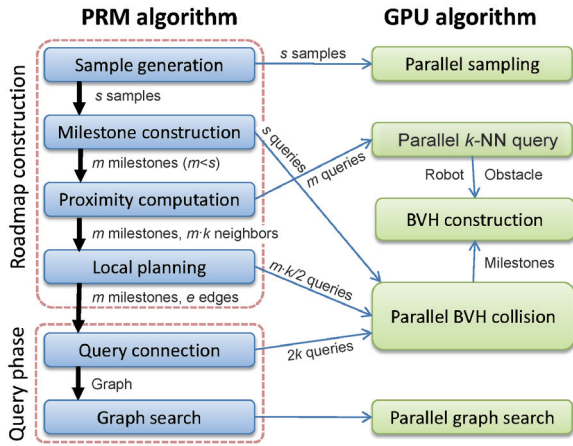 PRM algorithm
GPU algorithm
Roadmap construction
Sample generation
s samples
Parallel sampling
s samples
Milestone construction
s queries
m queries
Parallel k-NN query
m milestones (m<s)
Robot
Obstacle
Proximity computation
BVH construction
m milestones, m·k neighbors
Milestones
Local planning
m·k/2 queries
m milestones, e edges
Parallel BVH collision
Query phase
Query connection
2k queries
Graph
Graph search
Parallel graph search